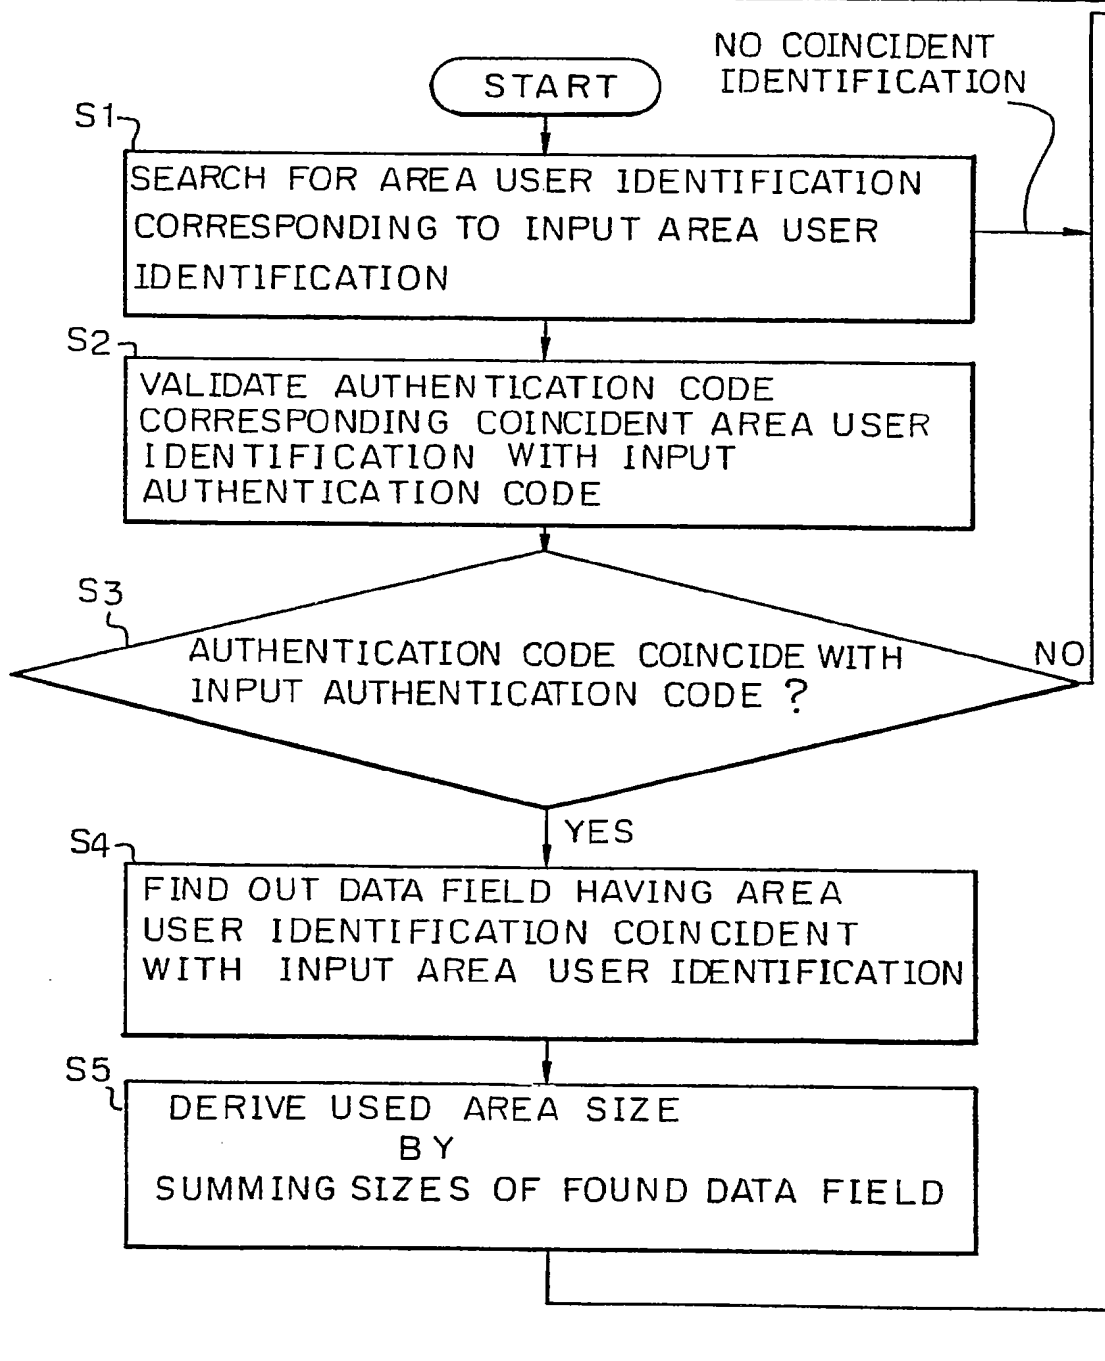 NO COINCIDENT
IDENTIFICATION
START
S1
SEARCH FOR AREA USER IDENTIFICATION
CORRESPONDING TO INPUT AREA USER
IDENTIFICATION
S2
VALIDATE AUTHENTICATION CODE
CORRESPONDING COINCIDENT AREA USER
IDENTIFICATION WITH INPUT
AUTHENTICATION CODE
S3
AUTHENTICATION CODE COINCIDE WITH
INPUT AUTHENTICATION CODE ?
NO
YES
S4
FIND OUT DATA FIELD HAVING AREA
USER IDENTIFICATION COINCIDENT
WITH INPUT AREA USER IDENTIFICATION
S5
DERIVE USED AREA SIZE
BY
SUMMING SIZES OF FOUND DATA FIELD